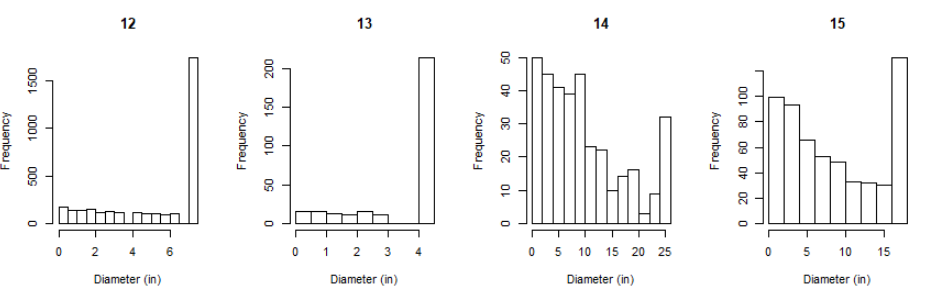 12
Frequency
0 500 1000 1500
0 2 4 6
Diameter (in)
13
Frequency
0 50 100 150 200
0 1 2 3 4
Diameter (in)
14
Frequency
0 10 20 30 40 50
0 5 10 15 20 25
Diameter (in)
15
Frequency
0 20 40 60 80 100
0 5 10 15
Diameter (in)